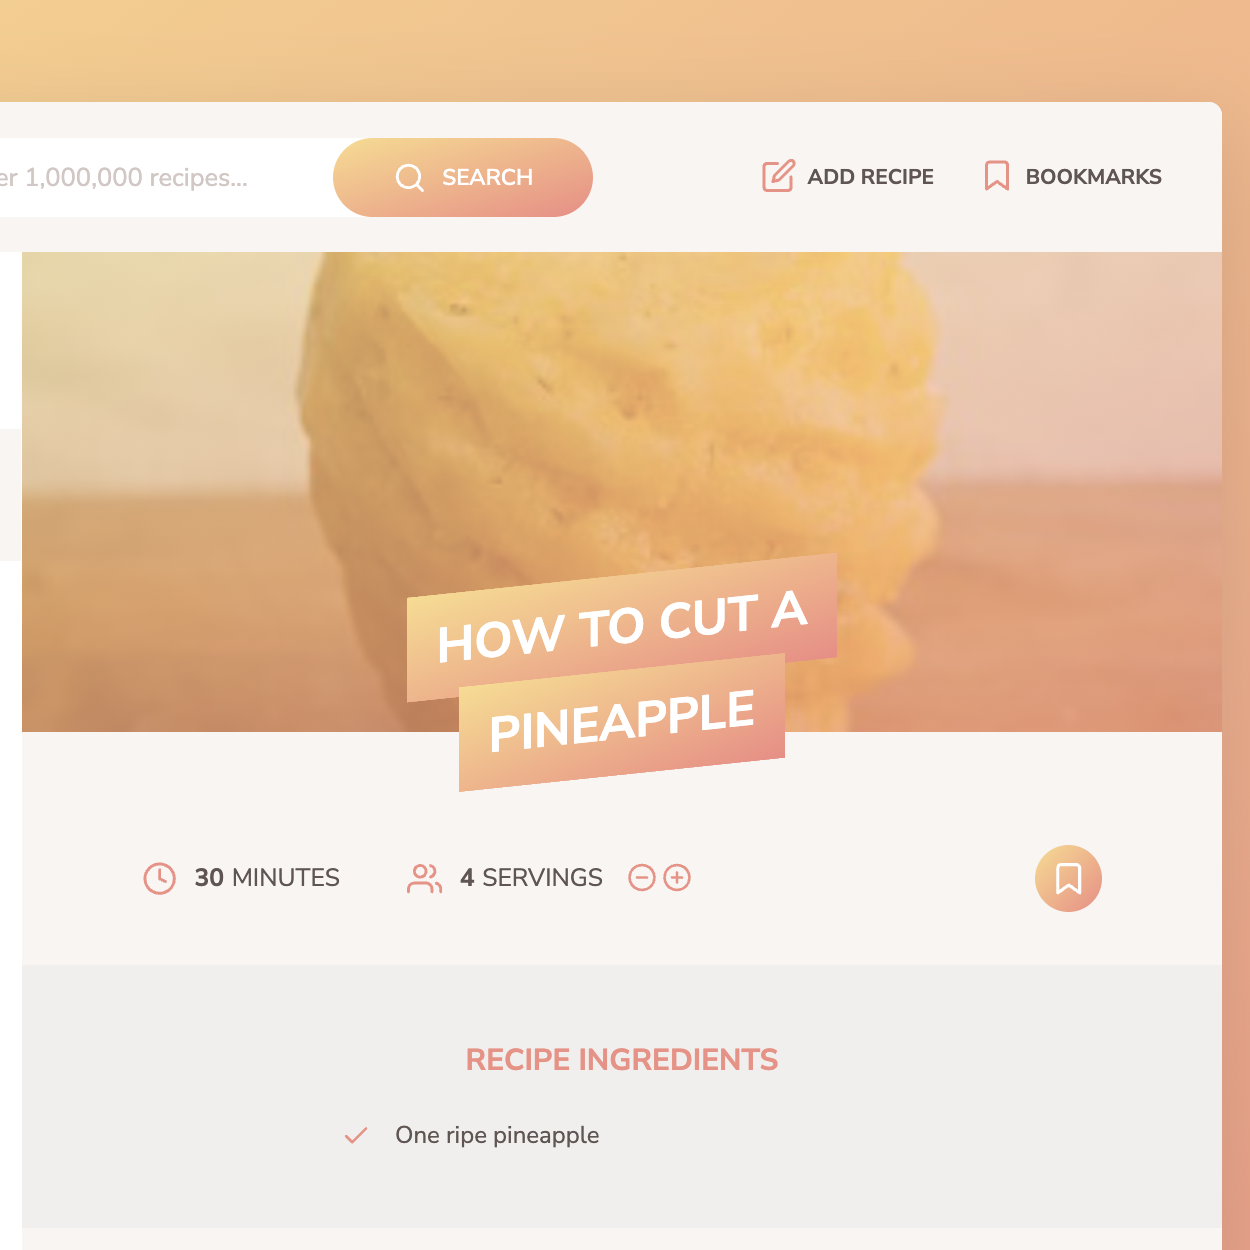 1,000,000 recipes...
SEARCH
ADD RECIPE
BOOKMARKS
HOW TO CUT A
PINEAPPLE
30 MINUTES
4 SERVINGS
RECIPE INGREDIENTS
One ripe pineapple